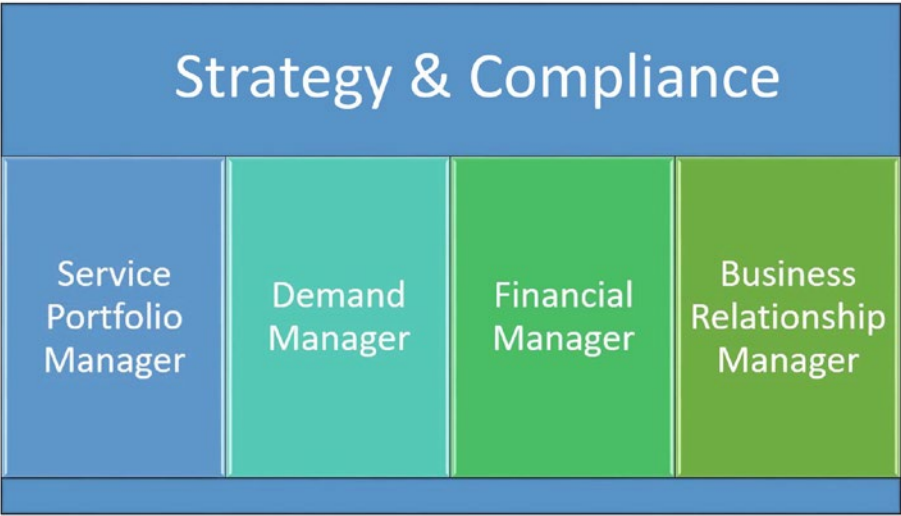 Strategy & Compliance
Service
Portfolio
Manager
Demand
Manager
Financial
Manager
Business
Relationship
Manager